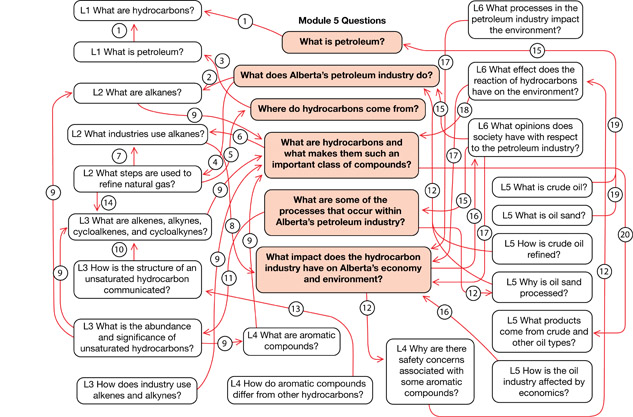 Module 5 Questions
L1 What are hydrocarbons?
1
1
L1 What is petroleum?
What is petroleum?
L6 What processes in the
petroleum industry impact
the environment?
15
17
3
2
What does Alberta's petroleum industry do?
L2 What are alkanes?
L6 What effect does the
reaction of hydrocarbons
have on the environment?
Where do hydrocarbons come from?
15
18
9
19
L2 What industries use alkanes?
6
5
What are hydrocarbons and
what makes them such an
important class of compounds?
L6 What opinions does
society have with respect
to the petroleum industry?
7
4
17
L2 What steps are used to
refine natural gas?
L5 What is crude oil?
9
9
12
14
What are some of the
processes that occur within
Alberta's petroleum industry?
15
16
19
L5 What is oil sand?
L3 What are alkenes, alkynes,
cycloalkenes, and cycloalkynes?
8
20
10
9
9
L5 How is crude oil
refined?
What impact does the hydrocarbon
industry have on Alberta's economy
and environment?
17
9
11
12
12
L3 How is the structure of an
unsaturated hydrocarbon
communicated?
L5 Why is oil sand
processed?
13
12
16
L3 What is the abundance
and significance of
unsaturated hydrocarbons?
9
L4 What are aromatic
compounds?
L4 Why are there
safety concerns
associated with
some aromatic
compounds?
L5 What products
come from crude and
other oil types?
L3 How does industry use
alkenes and alkynes?
L4 How do aromatic compounds
differ from other hydrocarbons?
L5 How is the oil
industry affected by
economics?